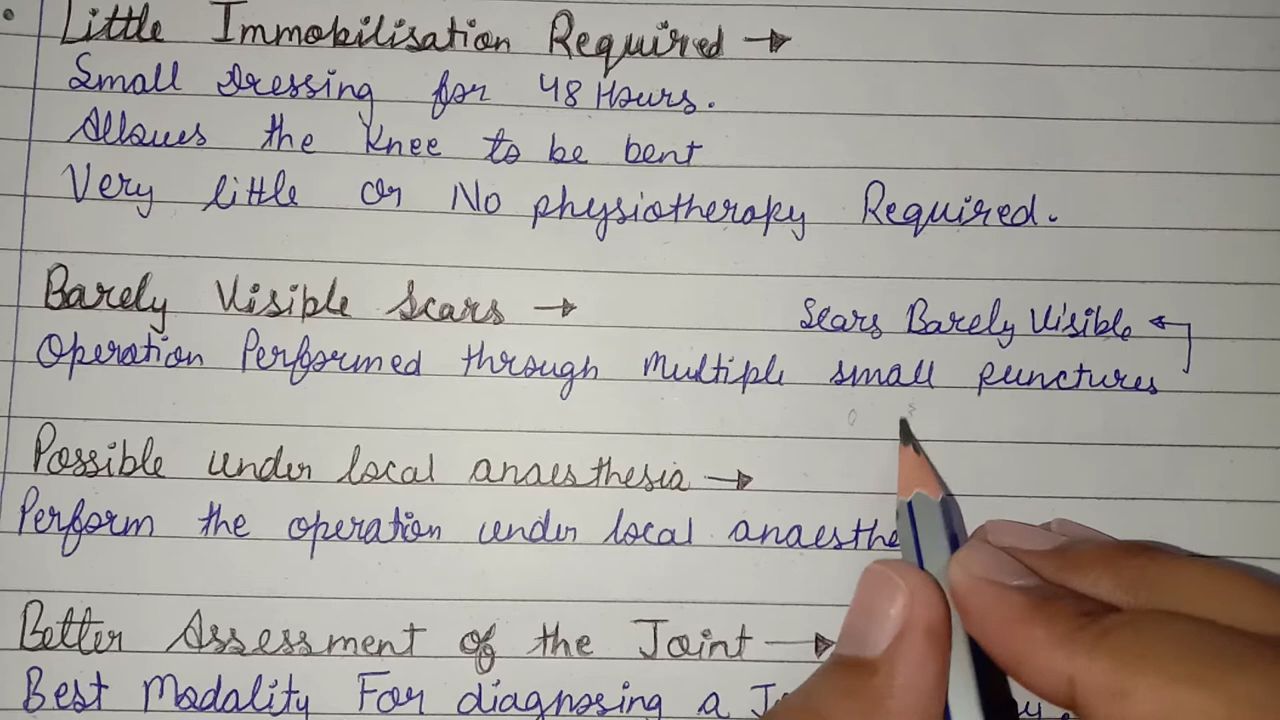 Little Immobilisation Required →
Small dressing for 48 Hours.
Allows the Knee to be bent
Very little or No physiotherapy Required.
Barely Visible Scars →
Scars Barely Visible ←
Operation Performed through Multiple small punctures
Possible under local anaesthesia →
Perform the operation under local anaesthe
Better Assessment of the Joint →
Best Modality For diagnosing a